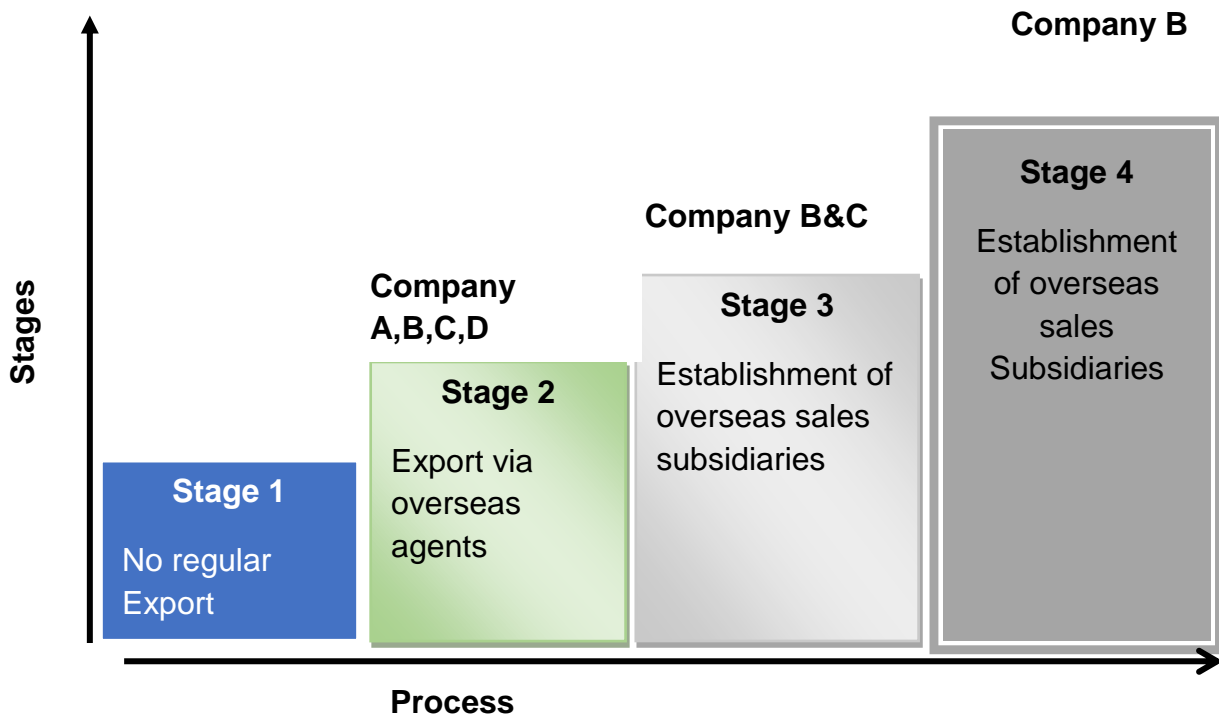 Company B
Stage 4
Establishment
of overseas
sales
Subsidiaries
Company B&C
Stage 3
Establishment of
overseas sales
subsidiaries
Company
A,B,C,D
Stage 2
Export via
overseas
agents
Stage 1
No regular
Export
Stages
Process